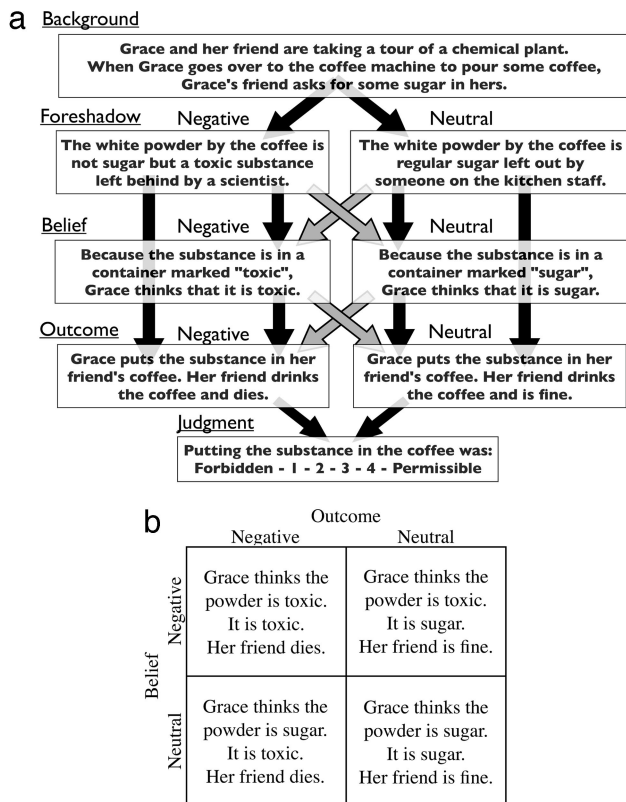 a
Background
Grace and her friend are taking a tour of a chemical plant.
When Grace goes over to the coffee machine to pour some coffee,
Grace's friend asks for some sugar in hers.
Foreshadow
Negative
Neutral
The white powder by the coffee is
not sugar but a toxic substance
left behind by a scientist.
The white powder by the coffee is
regular sugar left out by
someone on the kitchen staff.
Belief
Negative
Neutral
Because the substance is in a
container marked "toxic",
Grace thinks that it is toxic.
Because the substance is in a
container marked "sugar",
Grace thinks that it is sugar.
Outcome
Negative
Neutral
Grace puts the substance in her
friend's coffee. Her friend drinks
the coffee and dies.
Grace puts the substance in her
friend's coffee. Her friend drinks
the coffee and is fine.
Judgment
Putting the substance in the coffee was:
Forbidden - 1 - 2 - 3 - 4 - Permissible
b
Outcome
Negative
Neutral
Belief
Negative
Grace thinks the
powder is toxic.
It is toxic.
Her friend dies.
Grace thinks the
powder is toxic.
It is sugar.
Her friend is fine.
Neutral
Grace thinks the
powder is sugar.
It is toxic.
Her friend dies.
Grace thinks the
powder is sugar.
It is sugar.
Her friend is fine.